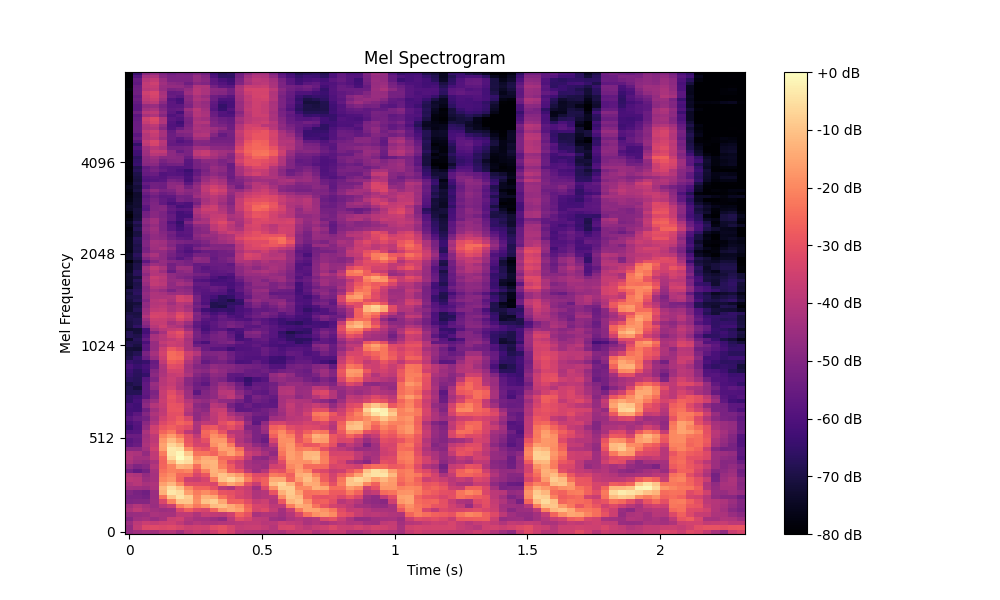 Mel Spectrogram
Mel Frequency
4096
2048
1024
512
0
0
0.5
1
1.5
2
Time (s)
+0 dB
-10 dB
-20 dB
-30 dB
-40 dB
-50 dB
-60 dB
-70 dB
-80 dB